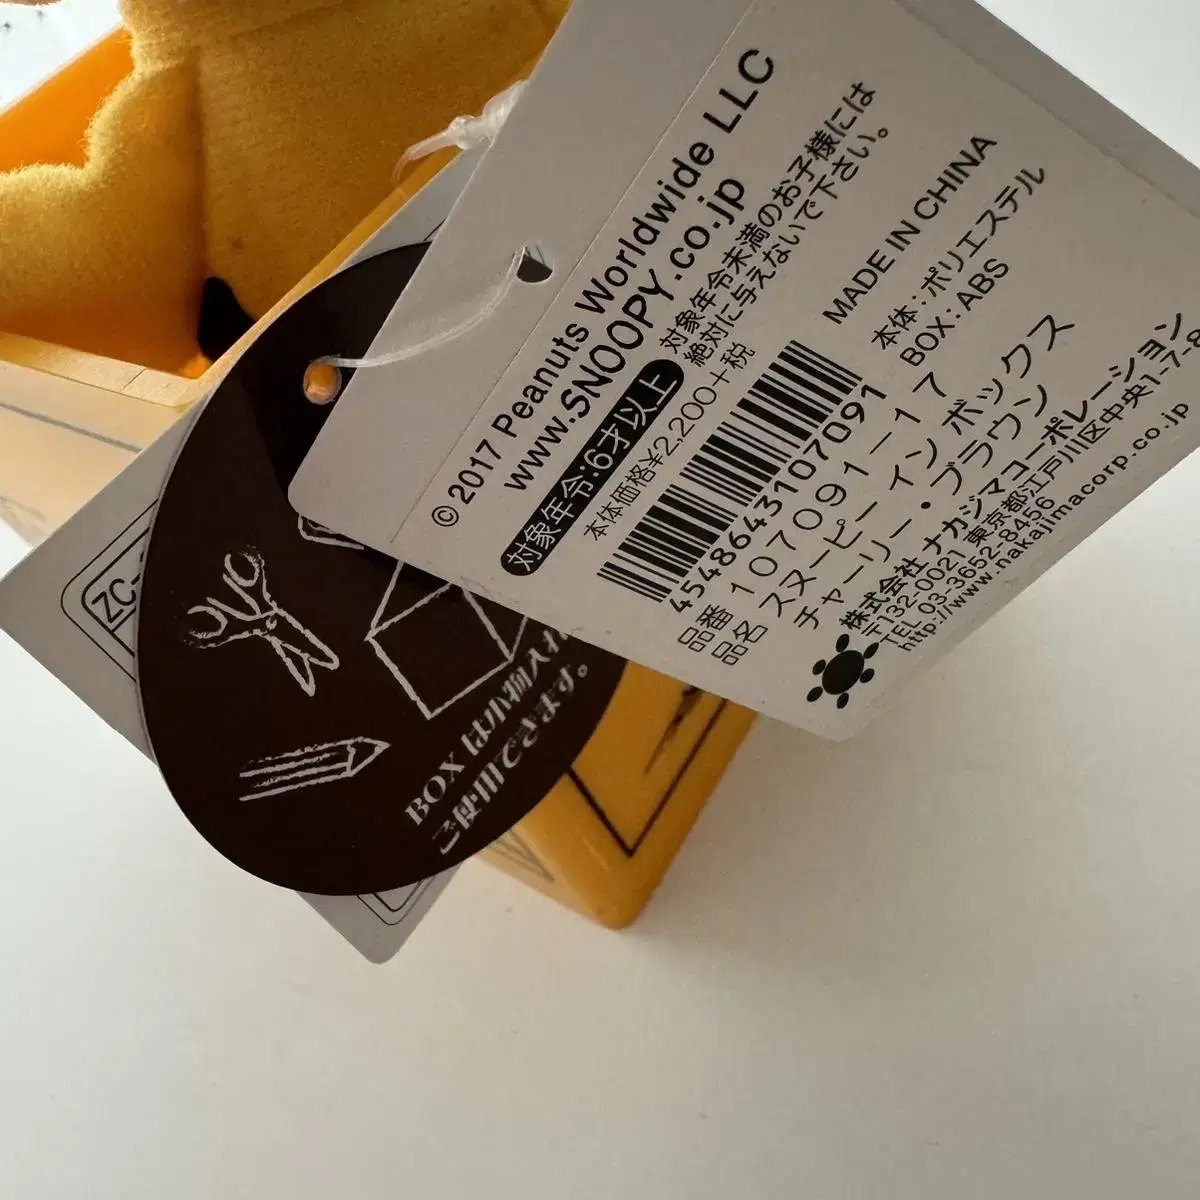 © 2017 Peanuts Worldwide LLC
www.SNOOPY.co.jp
対象年令:6才以上
対象年令未満のお子様には
絶対に与えないで下さい。
本体価格¥2,200+税
MADE IN CHINA
4548643107091
本体:ポリエステル
BOX:ABS
品番 107091-17
品名 スヌーピー イン ボックス
チャーリー・ブラウン
株式会社 ナカジマコーポレーション
〒132-0021 東京都江戸川区中央1-7-8
TEL 03-3652-8456
http://www.nakajimacorp.co.jp
BOX は小物入れ
ご使用できます。
ZC-